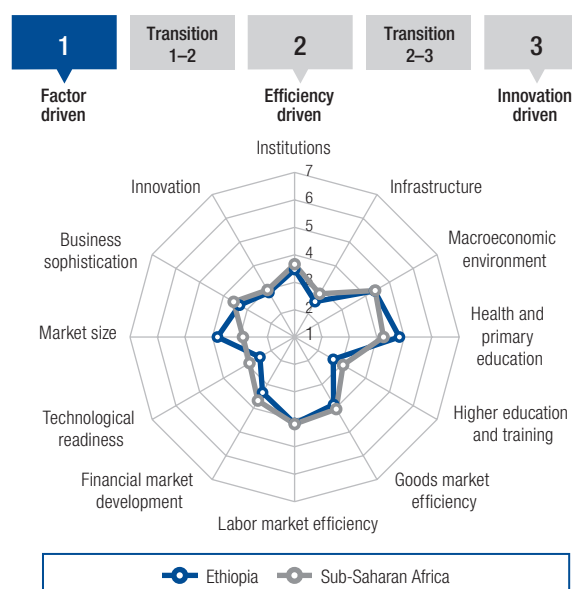 1
Transition
1–2
2
Transition
2–3
3
Factor
driven
Efficiency
driven
Innovation
driven
Institutions
7
Innovation
6
Infrastructure
5
Business
sophistication
4
Macroeconomic
environment
3
2
Market size
1
Health and
primary
education
Technological
readiness
Higher education
and training
Financial market
development
Goods market
efficiency
Labor market efficiency
Ethiopia
Sub-Saharan Africa